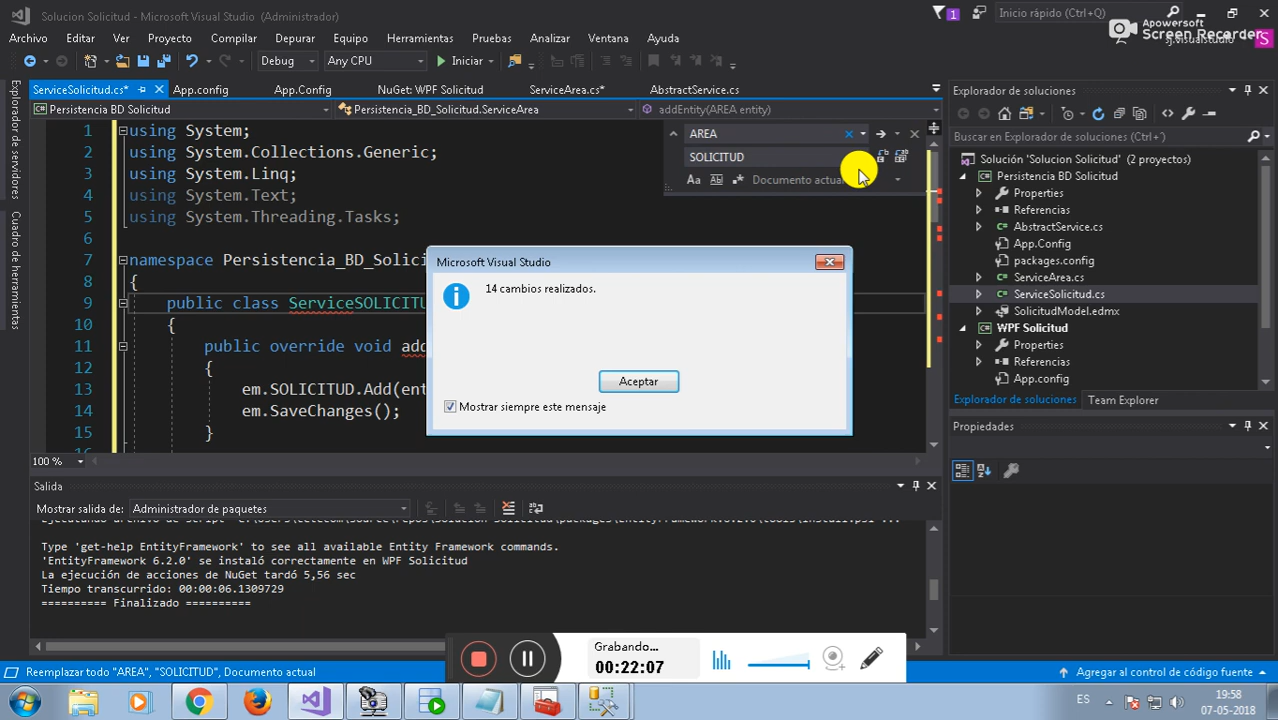 Solucion Solicitud - Microsoft Visual Studio (Administrador)
1
Inicio rápido (Ctrl+Q)
Apowersoft
Screen Recorder
Archivo Editar Ver Proyecto Compilar Depurar Equipo Herramientas Pruebas Analizar Ventana Ayuda
sj.visualstudio
S
Debug Any CPU Iniciar
Explorador de servidores
Cuadro de herramientas
ServiceSolicitud.cs* App.config App.Config NuGet: WPF Solicitud ServiceArea.cs* AbstractService.cs
Persistencia BD Solicitud Persistencia_BD_Solicitud.ServiceArea addEntity(AREA entity)
AREA
SOLICITUD
Aa Ab Documento actual
1 using System;
2 using System.Collections.Generic;
3 using System.Linq;
4 using System.Text;
5 using System.Threading.Tasks;
6
7 namespace Persistencia_BD_Solici
8 {
9 public class ServiceSOLICITU
10 {
11 public override void add
12 {
13 em.SOLICITUD.Add(ent
14 em.SaveChanges();
15 }
100 %
Microsoft Visual Studio
14 cambios realizados.
Aceptar
Mostrar siempre este mensaje
Explorador de soluciones
Buscar en Explorador de soluciones (Ctrl+´)
Solución 'Solucion Solicitud' (2 proyectos)
Persistencia BD Solicitud
Properties
Referencias
AbstractService.cs
App.Config
packages.config
ServiceArea.cs
ServiceSolicitud.cs
SolicitudModel.edmx
WPF Solicitud
Properties
Referencias
App.config
Explorador de soluciones Team Explorer
Propiedades
Salida
Mostrar salida de: Administrador de paquetes
Type 'get-help EntityFramework' to see all available Entity Framework commands.
'EntityFramework 6.2.0' se instaló correctamente en WPF Solicitud
La ejecución de acciones de NuGet tardó 5,56 sec
Tiempo transcurrido: 00:00:06.1309729
========== Finalizado ==========
Grabando...
00:22:07
Reemplazar todo "AREA", "SOLICITUD", Documento actual
Agregar al control de código fuente
ES
19:58
07-05-2018